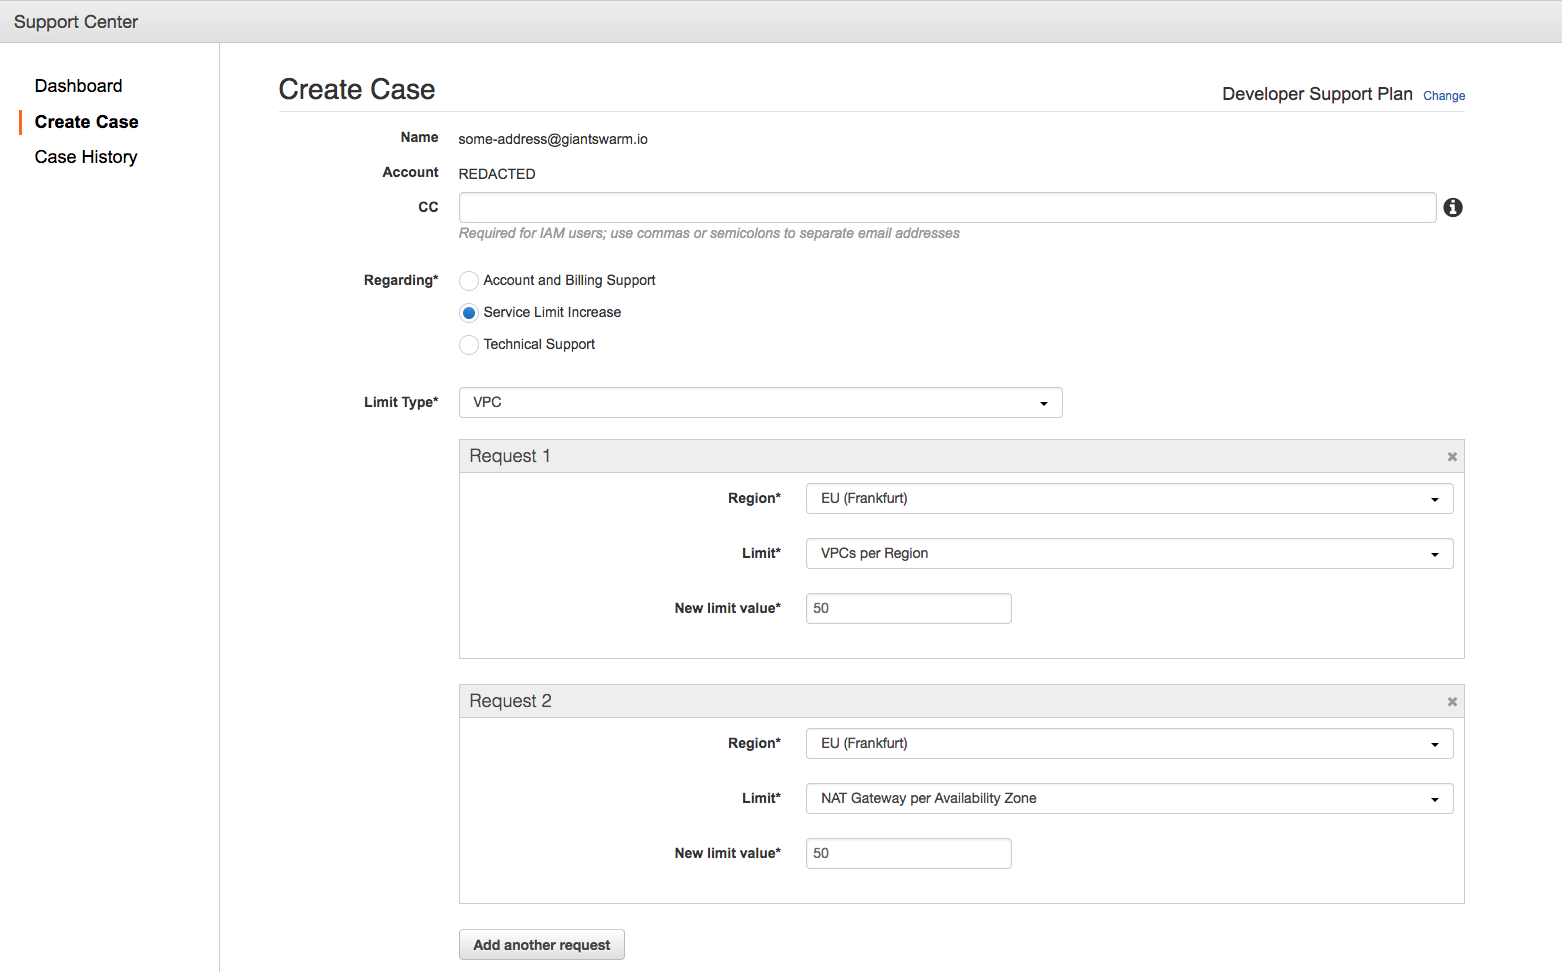 Support Center
Dashboard
Create Case
Case History
Create Case
Developer Support Plan Change
Name some-address@giantswarm.io
Account REDACTED
CC
Required for IAM users; use commas or semicolons to separate email addresses
Regarding* Account and Billing Support
Service Limit Increase
Technical Support
Limit Type* VPC
Request 1
Region* EU (Frankfurt)
Limit* VPCs per Region
New limit value* 50
Request 2
Region* EU (Frankfurt)
Limit* NAT Gateway per Availability Zone
New limit value* 50
Add another request